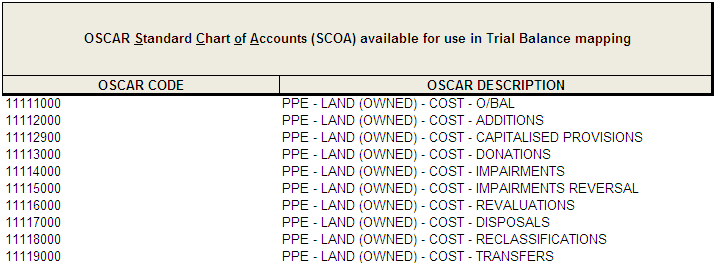 OSCAR Standard Chart of Accounts (SCOA) available for use in Trial Balance mapping
OSCAR CODE OSCAR DESCRIPTION
11111000 PPE - LAND (OWNED) - COST - O/BAL
11112000 PPE - LAND (OWNED) - COST - ADDITIONS
11112900 PPE - LAND (OWNED) - COST - CAPITALISED PROVISIONS
11113000 PPE - LAND (OWNED) - COST - DONATIONS
11114000 PPE - LAND (OWNED) - COST - IMPAIRMENTS
11115000 PPE - LAND (OWNED) - COST - IMPAIRMENTS REVERSAL
11116000 PPE - LAND (OWNED) - COST - REVALUATIONS
11117000 PPE - LAND (OWNED) - COST - DISPOSALS
11118000 PPE - LAND (OWNED) - COST - RECLASSIFICATIONS
11119000 PPE - LAND (OWNED) - COST - TRANSFERS